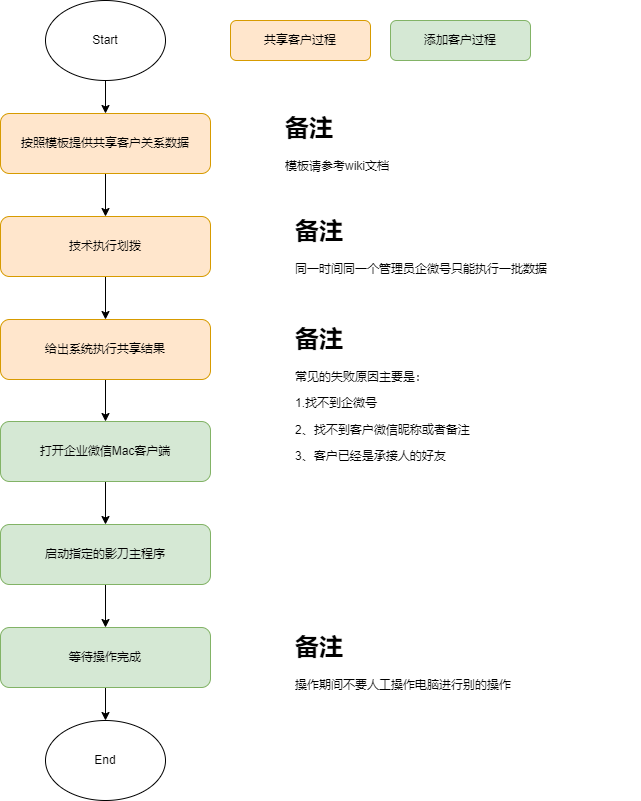 Start
共享客户过程
添加客户过程
按照模板提供共享客户关系数据
备注
模板请参考wiki文档
技术执行划拨
备注
同一时间同一个管理员企微号只能执行一批数据
给出系统执行共享结果
备注
常见的失败原因主要是：
1.找不到企微号
2、找不到客户微信昵称或者备注
3、客户已经是承接人的好友
打开企业微信Mac客户端
启动指定的影刀主程序
等待操作完成
备注
操作期间不要人工操作电脑进行别的操作
End